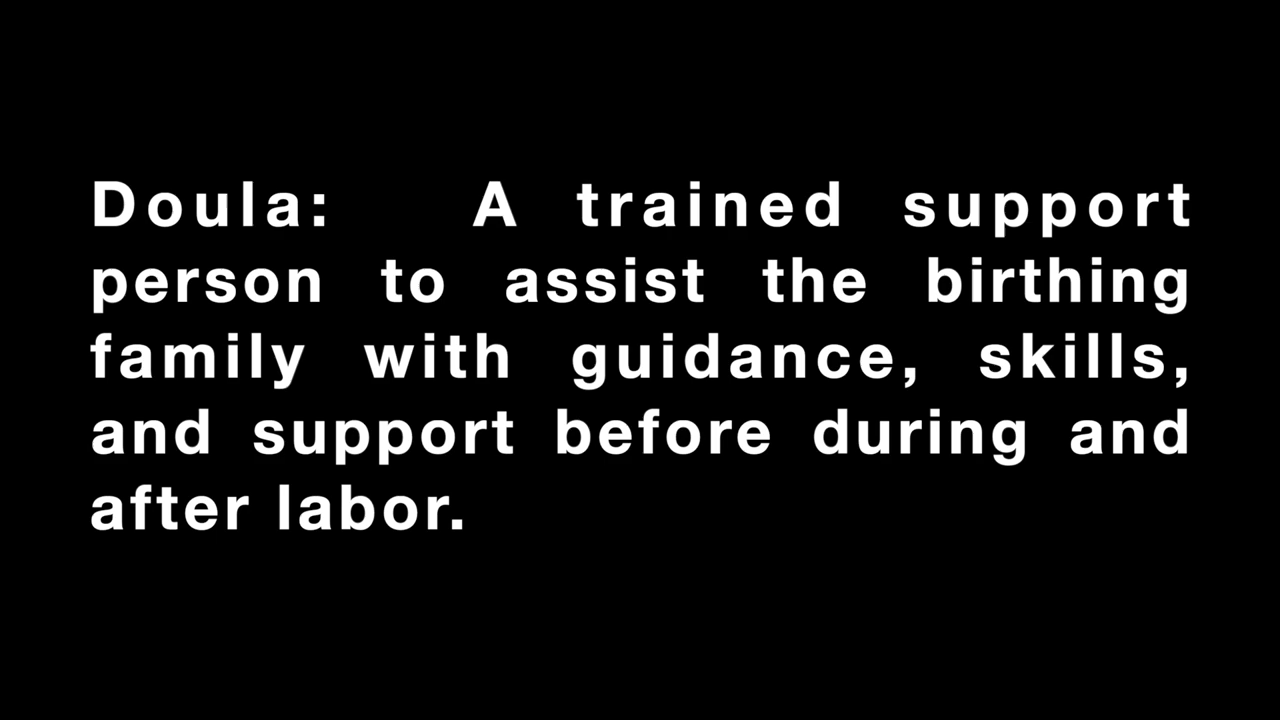 Doula: A trained support
person to assist the birthing
family with guidance, skills,
and support before during and
after labor.